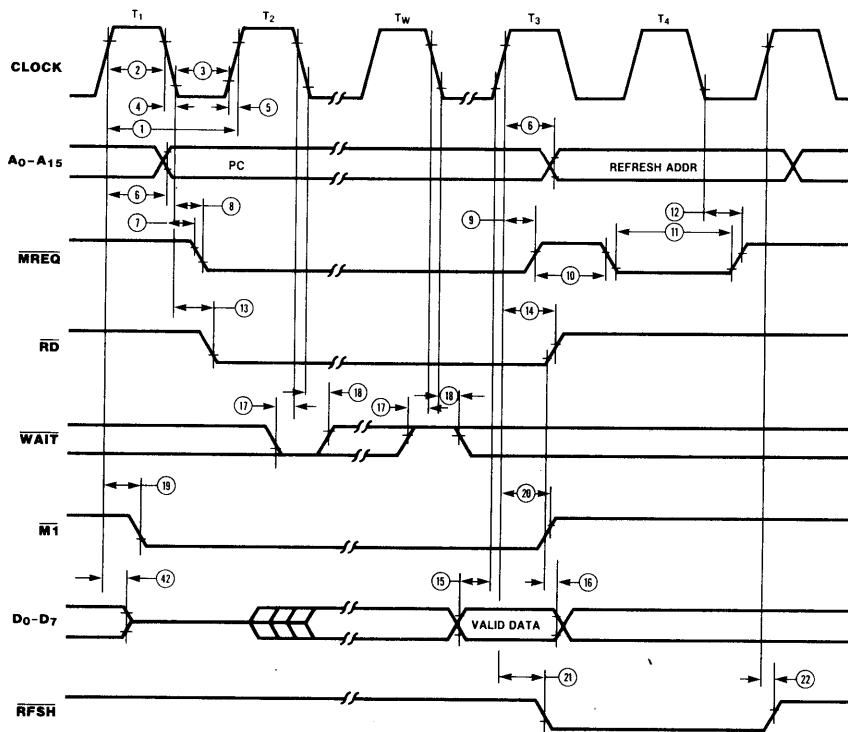 T1 T2 TW T3 T4
CLOCK
2 3
4 5
1 6
A0–A15 PC REFRESH ADDR
6 8 12
7 9 11
MREQ
10
13 14
RD
17 18 17 18
WAIT
19 20
M1
42 15 16
D0–D7 VALID DATA
21 22
RFSH